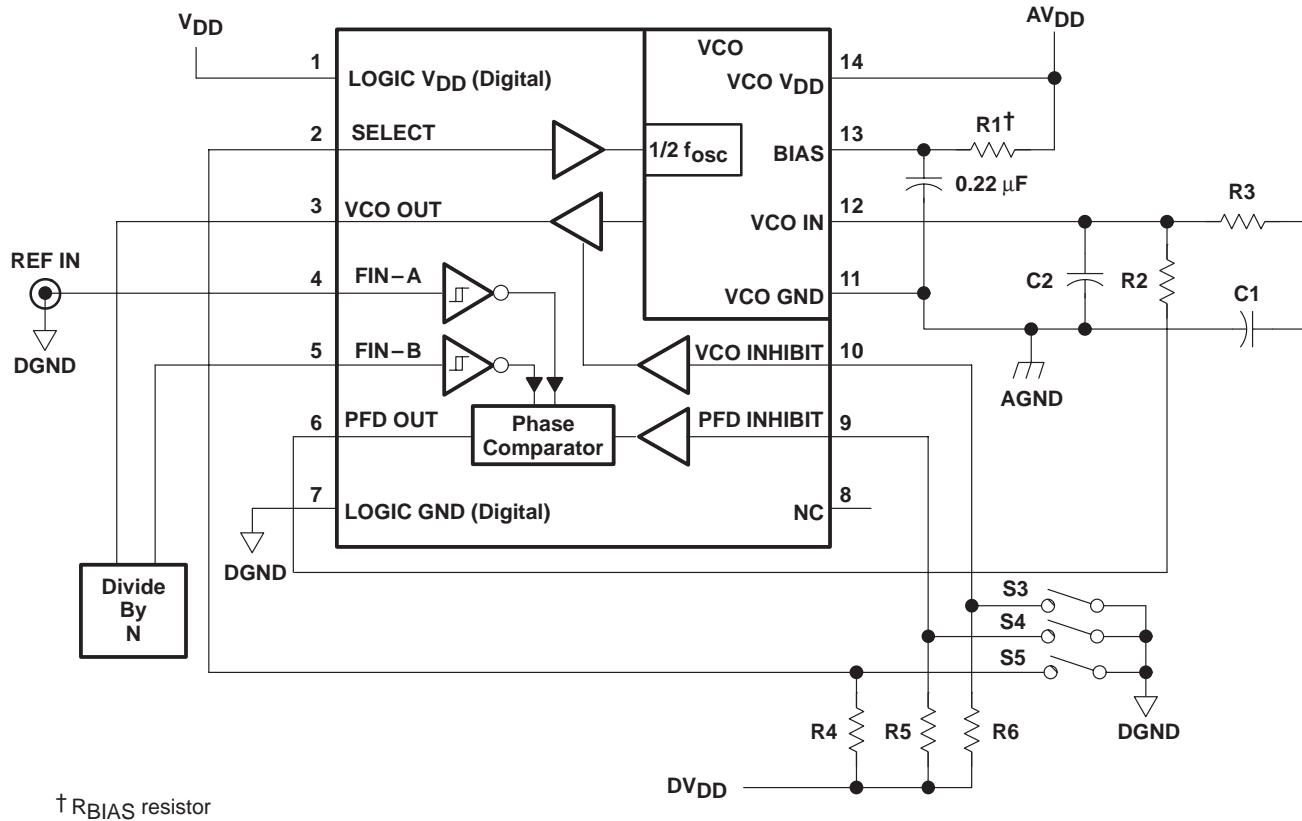 VDD
AVDD
VCO
1
LOGIC VDD (Digital)
VCO VDD
14
2
SELECT
1/2 fosc
BIAS
13
R1†
0.22 μF
3
VCO OUT
VCO IN
12
R3
REF IN
4
FIN–A
C2
R2
VCO GND
11
C1
DGND
5
FIN–B
VCO INHIBIT
10
AGND
6
PFD OUT
Phase
Comparator
PFD INHIBIT
9
7
LOGIC GND (Digital)
NC
8
DGND
Divide
By
N
S3
S4
S5
R4
R5
R6
DGND
DVDD
† RBIAS resistor